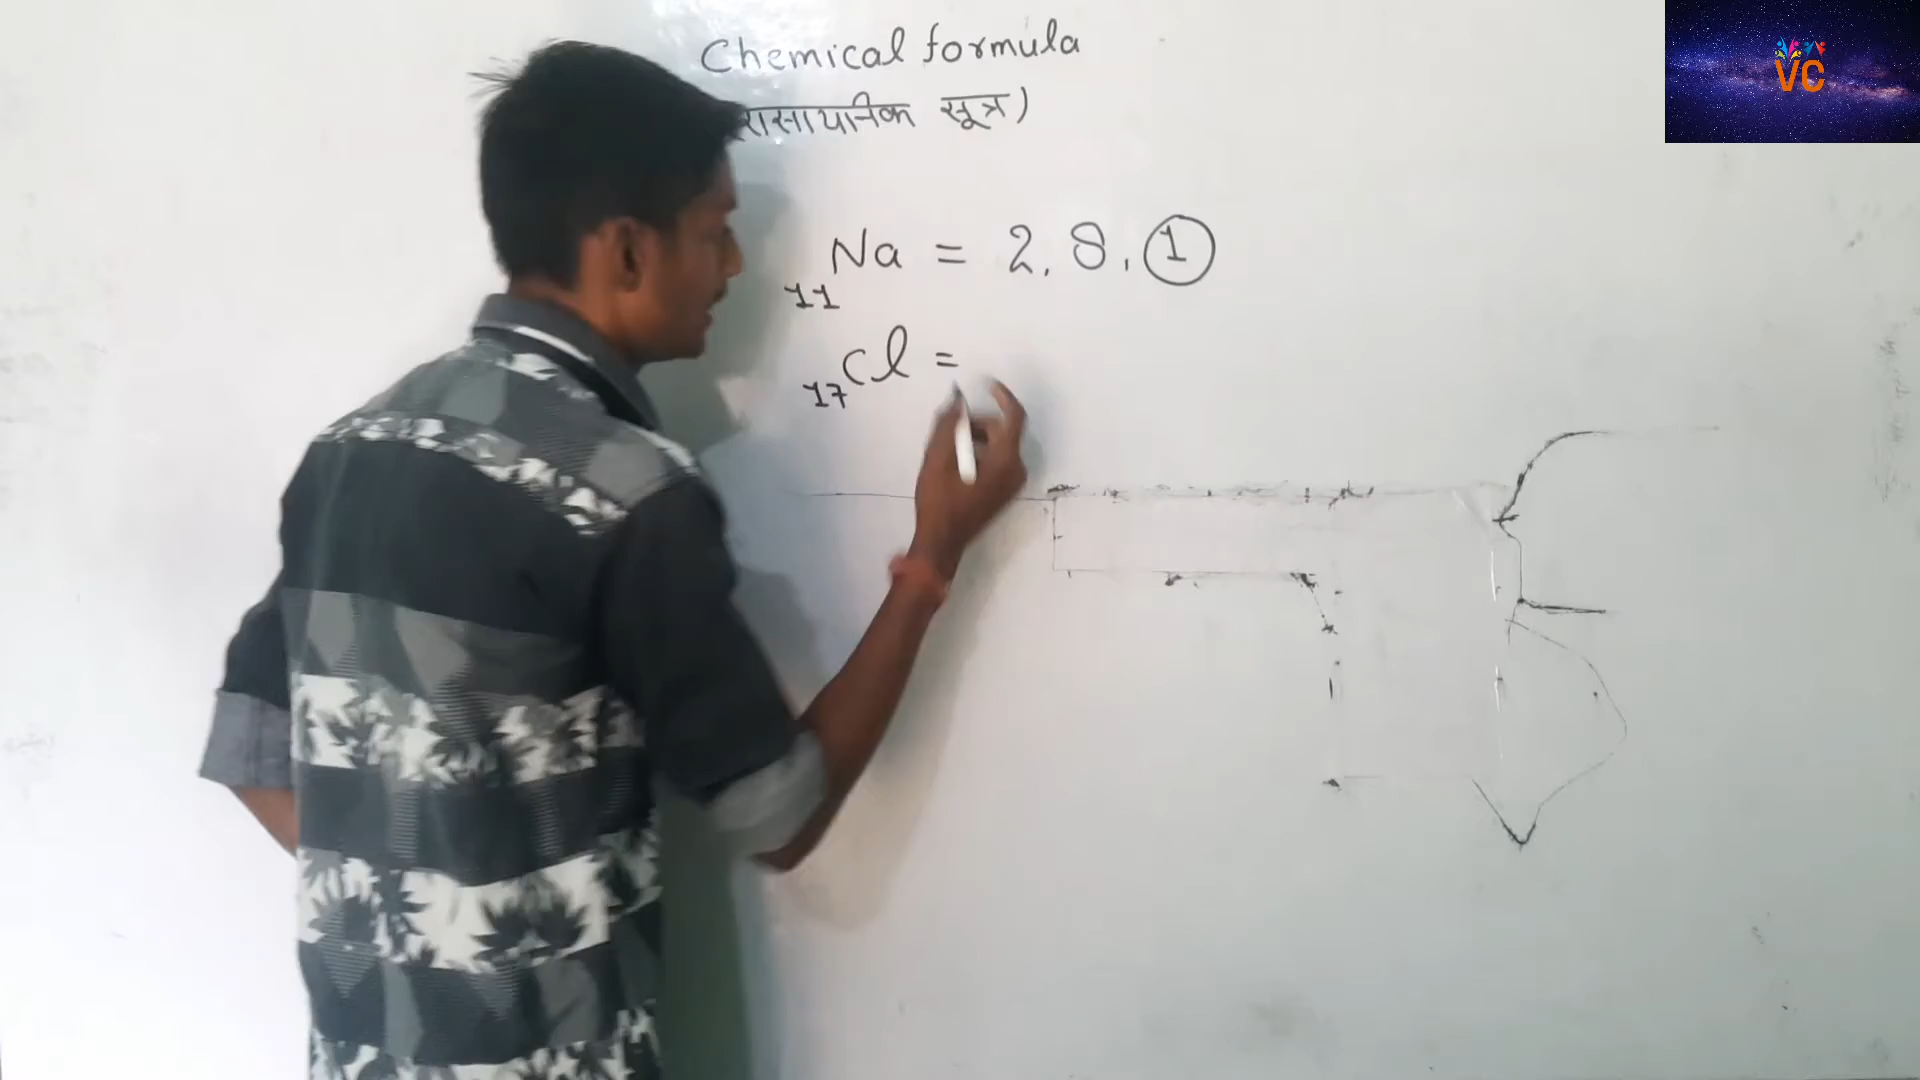 Chemical formula
रासायनिक सूत्र)
11Na = 2, 8, 1
17Cl =
VC